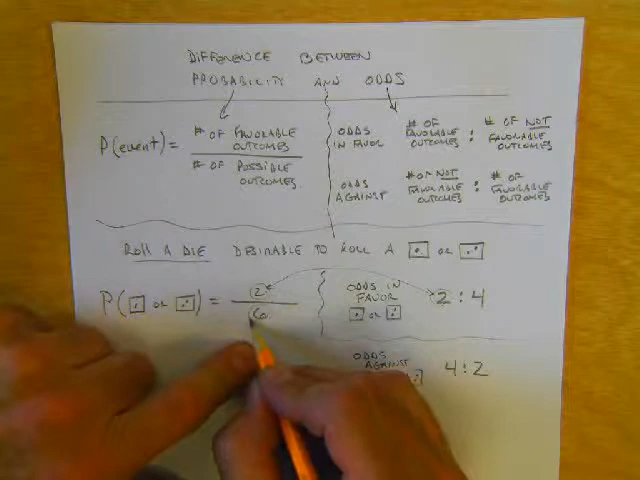 DIFFERENCE BETWEEN
PROBABILITY AND ODDS
P(event) = # OF FAVORABLE OUTCOMES
# OF POSSIBLE OUTCOMES
ODDS IN FAVOR # OF FAVORABLE OUTCOMES : # OF NOT FAVORABLE OUTCOMES
ODDS AGAINST # OF NOT FAVORABLE OUTCOMES : # OF FAVORABLE OUTCOMES
ROLL A DIE DESIRABLE TO ROLL A OR
P( OR ) = 2
6
ODDS IN FAVOR 2:4
OR
ODDS AGAINST 4:2